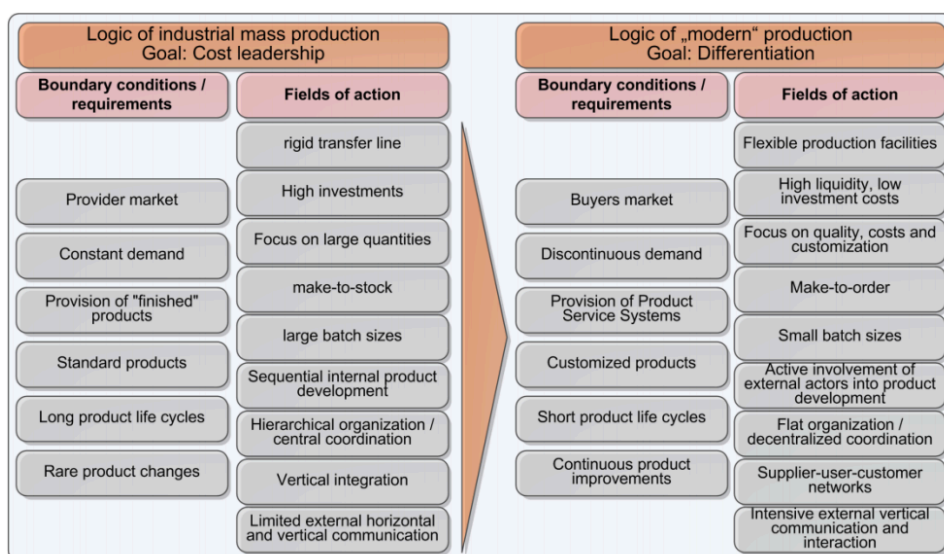 Logic of industrial mass production
Goal: Cost leadership
Boundary conditions /
requirements
Fields of action
Provider market
Constant demand
Provision of "finished"
products
Standard products
Long product life cycles
Rare product changes
rigid transfer line
High investments
Focus on large quantities
make-to-stock
large batch sizes
Sequential internal product
development
Hierarchical organization /
central coordination
Vertical integration
Limited external horizontal
and vertical communication
Logic of „modern“ production
Goal: Differentiation
Boundary conditions /
requirements
Fields of action
Buyers market
Discontinuous demand
Provision of Product
Service Systems
Customized products
Short product life cycles
Continuous product
improvements
Flexible production facilities
High liquidity, low
investment costs
Focus on quality, costs and
customization
Make-to-order
Small batch sizes
Active involvement of
external actors into product
development
Flat organization /
decentralized coordination
Supplier-user-customer
networks
Intensive external vertical
communication and
interaction